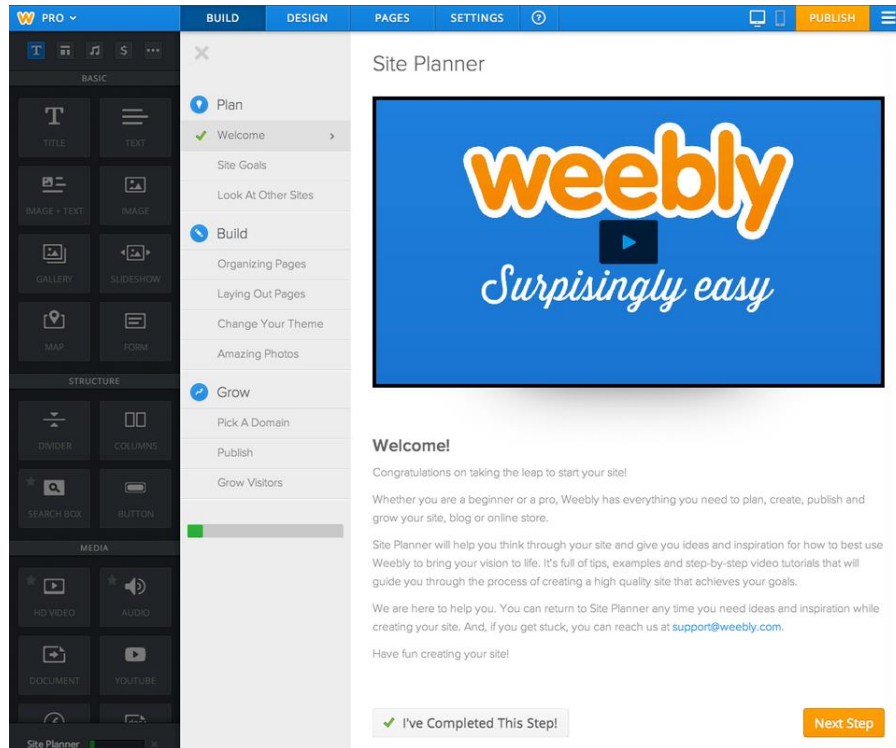 W PRO
BUILD
DESIGN
PAGES
SETTINGS
?
PUBLISH
T
$
BASIC
T
TITLE
TEXT
IMAGE + TEXT
IMAGE
GALLERY
SLIDESHOW
MAP
FORM
STRUCTURE
DIVIDER
COLUMNS
SEARCH BOX
BUTTON
MEDIA
HD VIDEO
AUDIO
DOCUMENT
YOUTUBE
Site Planner
Plan
Welcome
Site Goals
Look At Other Sites
Build
Organizing Pages
Laying Out Pages
Change Your Theme
Amazing Photos
Grow
Pick A Domain
Publish
Grow Visitors
Site Planner
weebly
Surpisingly easy
Welcome!
Congratulations on taking the leap to start your site!
Whether you are a beginner or a pro, Weebly has everything you need to plan, create, publish and
grow your site, blog or online store.
Site Planner will help you think through your site and give you ideas and inspiration for how to best use
Weebly to bring your vision to life. It's full of tips, examples and step-by-step video tutorials that will
guide you through the process of creating a high quality site that achieves your goals.
We are here to help you. You can return to Site Planner any time you need ideas and inspiration while
creating your site. And, if you get stuck, you can reach us at support@weebly.com.
Have fun creating your site!
I've Completed This Step!
Next Step